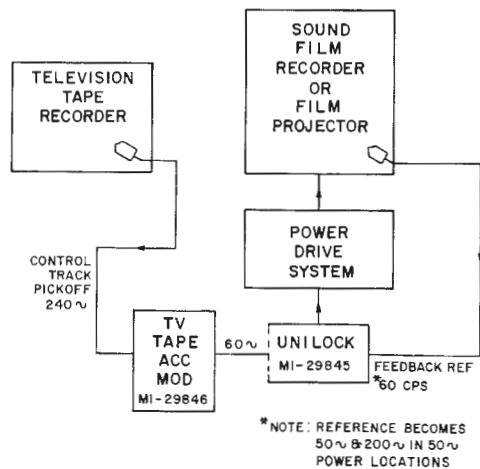 TELEVISION
TAPE
RECORDER
SOUND
FILM
RECORDER
OR
FILM
PROJECTOR
POWER
DRIVE
SYSTEM
CONTROL
TRACK
PICKOFF
240~
TV
TAPE
ACC
MOD
MI-29846
60~
UNILOCK
MI-29845
FEEDBACK REF
*60 CPS
*NOTE: REFERENCE BECOMES
50~ & 200~ IN 50~
POWER LOCATIONS